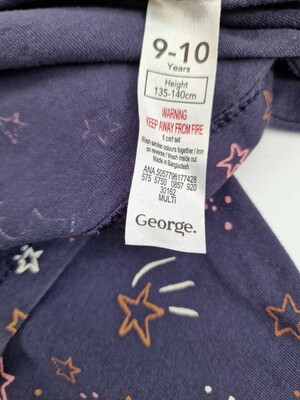 9-10
Years
Height
135-140cm
WARNING
KEEP AWAY FROM FIRE
6 part set
Wash similar colours together / Iron
on reverse / Wash inside out
Made in Bangladesh
ANA 5057796177428
575 5750 0857 920
30162
MULTI
George.